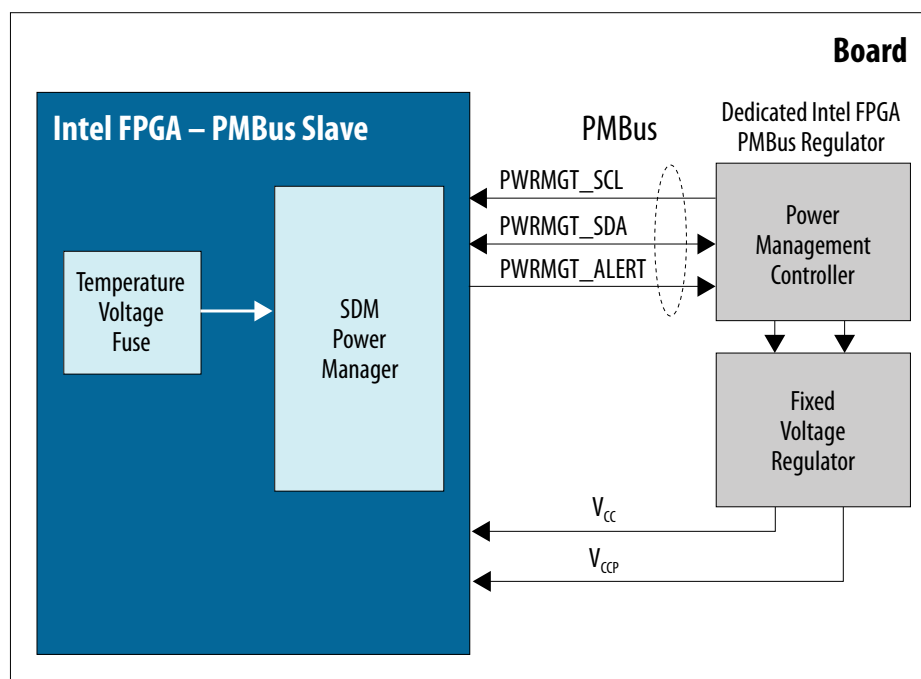 Board
Intel FPGA – PMBus Slave
PMBus
Dedicated Intel FPGA
PMBus Regulator
PWRMGT_SCL
PWRMGT_SDA
PWRMGT_ALERT
Power
Management
Controller
Temperature
Voltage
Fuse
SDM
Power
Manager
Fixed
Voltage
Regulator
VCC
VCCP